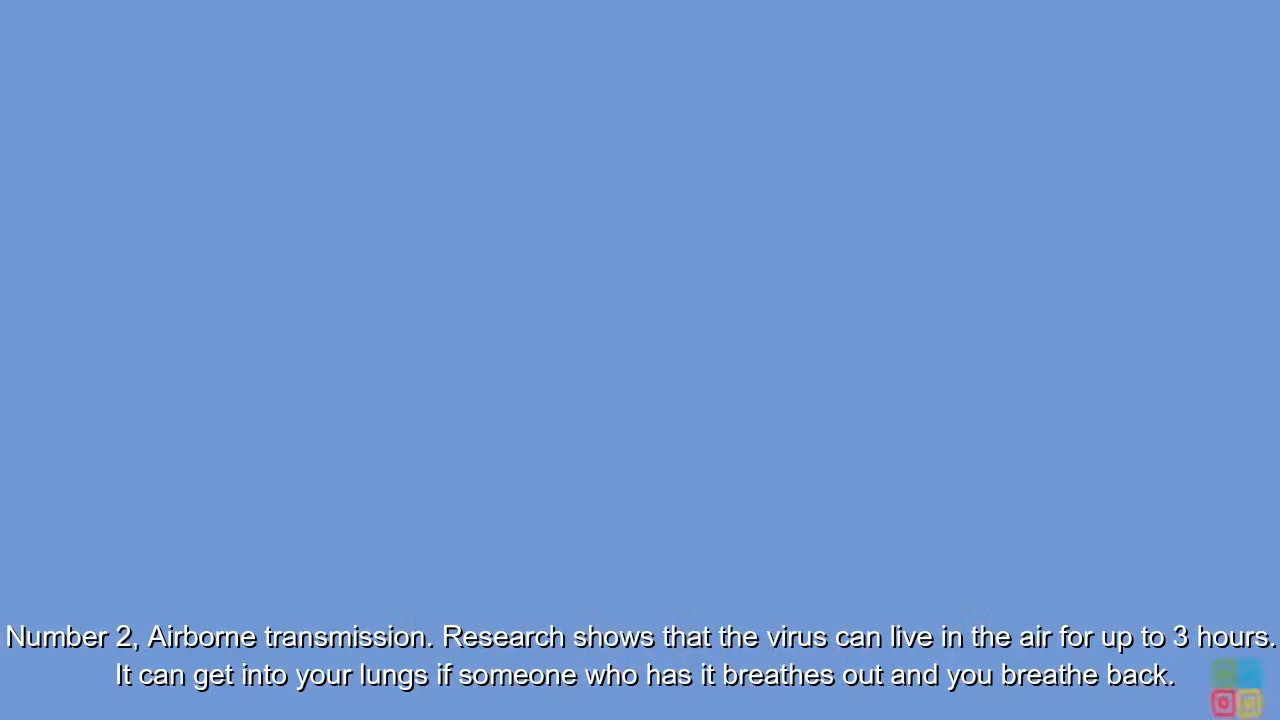 Number 2, Airborne transmission. Research shows that the virus can live in the air for up to 3 hours.
It can get into your lungs if someone who has it breathes out and you breathe back.